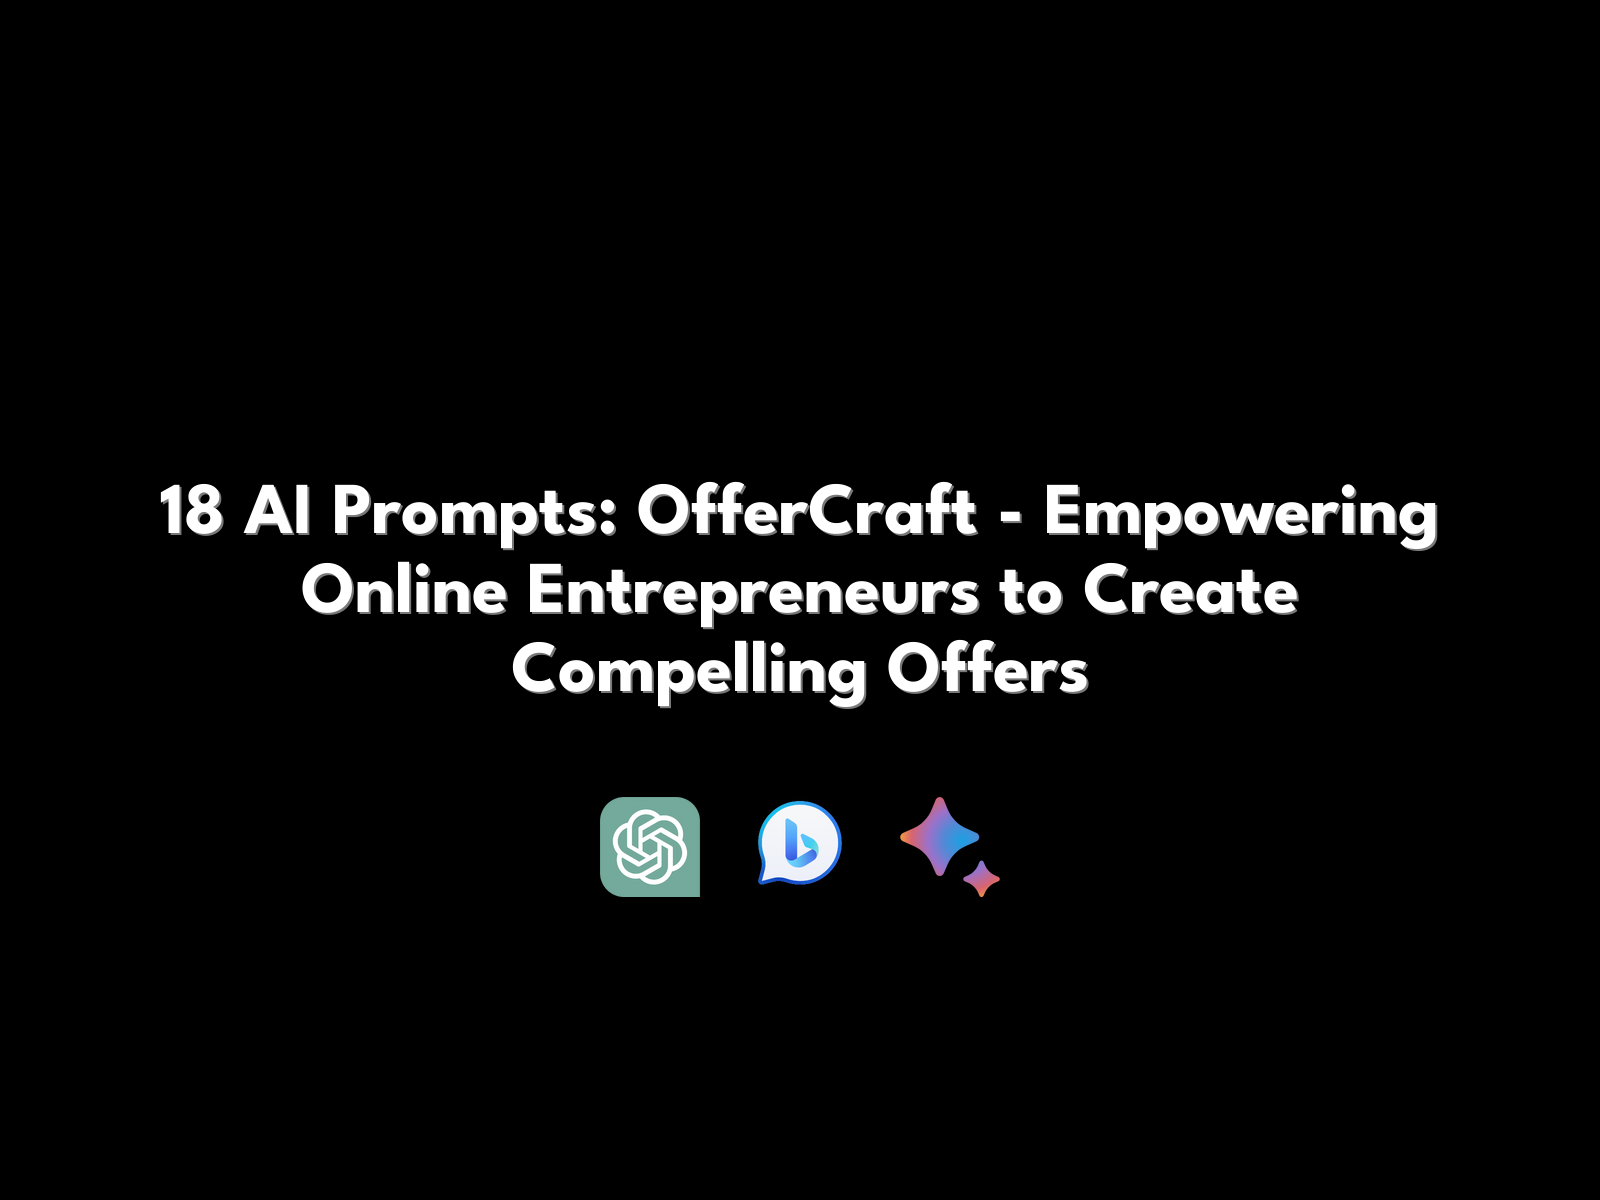 18 AI Prompts: OfferCraft - Empowering
Online Entrepreneurs to Create
Compelling Offers